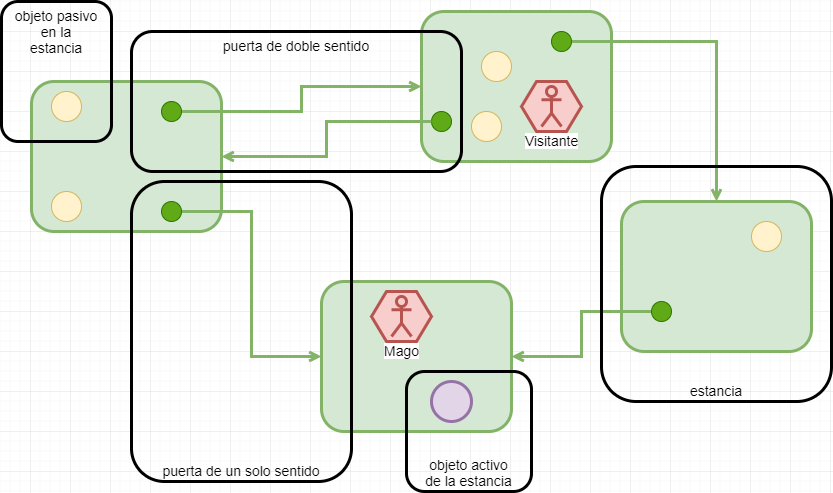 objeto pasivo
en la
estancia
puerta de doble sentido
Visitante
Mago
estancia
puerta de un solo sentido
objeto activo
de la estancia